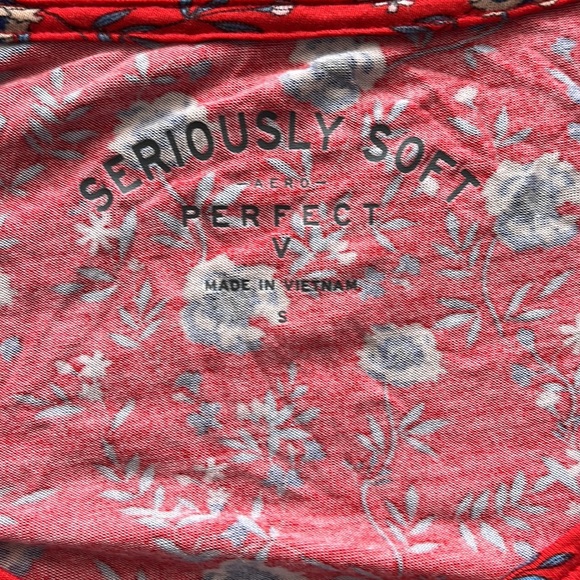 SERIOUSLY SOFT
—AERO—
PERFECT
V
MADE IN VIETNAM
S